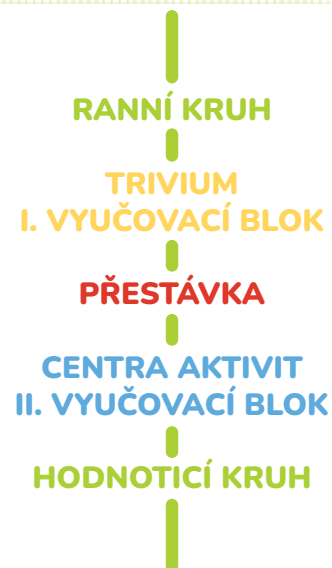 RANNÍ KRUH
TRIVIUM
I. VYUČOVACÍ BLOK
PŘESTÁVKA
CENTRA AKTIVIT
II. VYUČOVACÍ BLOK
HODNOTICÍ KRUH